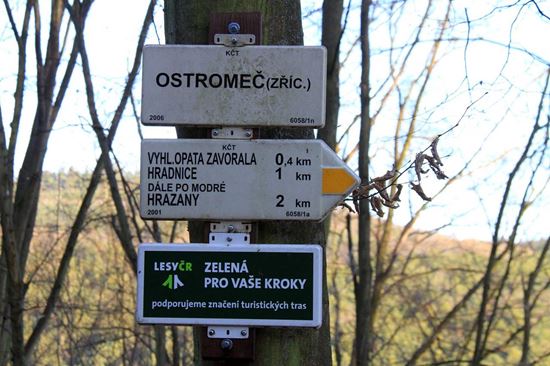 KČT
OSTROMEČ(ZŘÍC.)
2006 6058/1n
1
KČT
VYHL.OPATA ZAVORALA 0,4 km
HRADNICE 1 km
DÁLE PO MODRÉ
HRAZANY 2 km
2001 6058/1a
LESYČR ZELENÁ
PRO VAŠE KROKY
podporujeme značení turistických tras